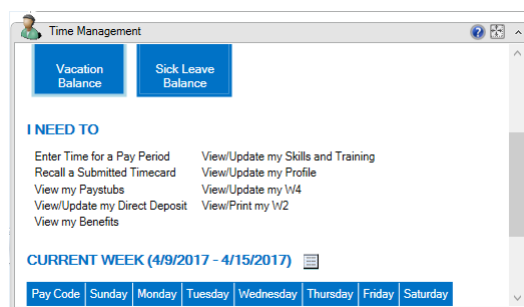 Time Management
Vacation
Balance
Sick Leave
Balance
I NEED TO
Enter Time for a Pay Period
Recall a Submitted Timecard
View my Paystubs
View/Update my Direct Deposit
View my Benefits
View/Update my Skills and Training
View/Update my Profile
View/Update my W4
View/Print my W2
CURRENT WEEK (4/9/2017 - 4/15/2017)
Pay Code Sunday Monday Tuesday Wednesday Thursday Friday Saturday